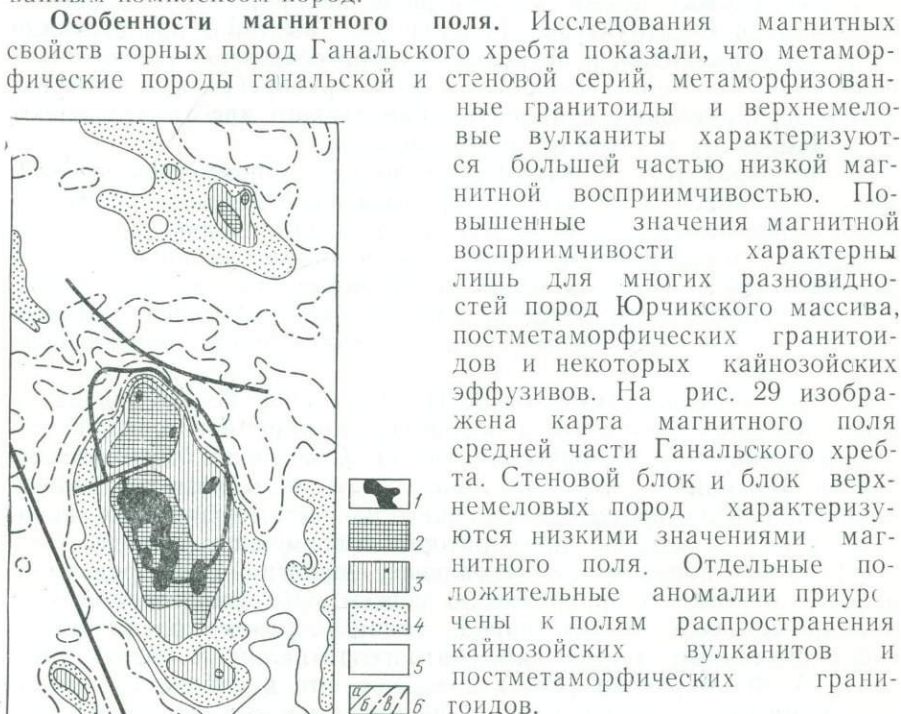 ванным комплексом пород.
Особенности магнитного поля. Исследования магнитных
свойств горных пород Ганальского хребта показали, что метамор-
фические породы ганальской и стеновой серий, метаморфизован-
ные гранитоиды и верхнемело-
вые вулканиты характеризуют-
ся большей частью низкой маг-
нитной восприимчивостью. По-
вышенные значения магнитной
восприимчивости характерны
лишь для многих разновидно-
стей пород Юрчикского массива,
постметаморфических гранитои-
дов и некоторых кайнозойских
эффузивов. На рис. 29 изобра-
жена карта магнитного поля
средней части Ганальского хреб-
та. Стеновой блок и блок верх-
немеловых пород характеризу-
ются низкими значениями маг-
нитного поля. Отдельные по-
ложительные аномалии приуро
чены к полям распространения
кайнозойских вулканитов и
постметаморфических грани-
тоидов.
1
2
3
4
5
а б в 6